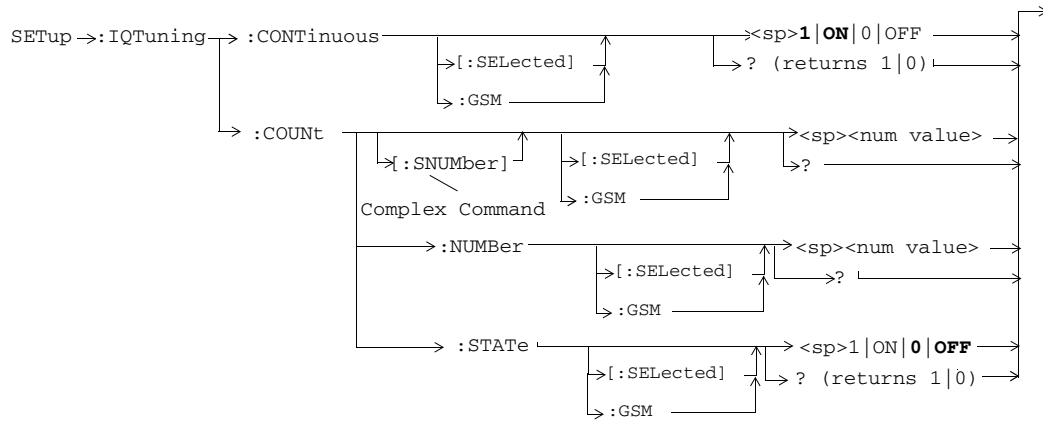 SETup :IQTuning :CONTinuous <sp>1|ON|0|OFF
[:SELected] ? (returns 1|0)
:GSM
:COUNt <sp><num value>
[:SNUMber] [:SELected] ?
Complex Command :GSM
:NUMBer <sp><num value>
[:SELected] ?
:GSM
:STATe <sp>1|ON|0|OFF
[:SELected] ? (returns 1|0)
:GSM